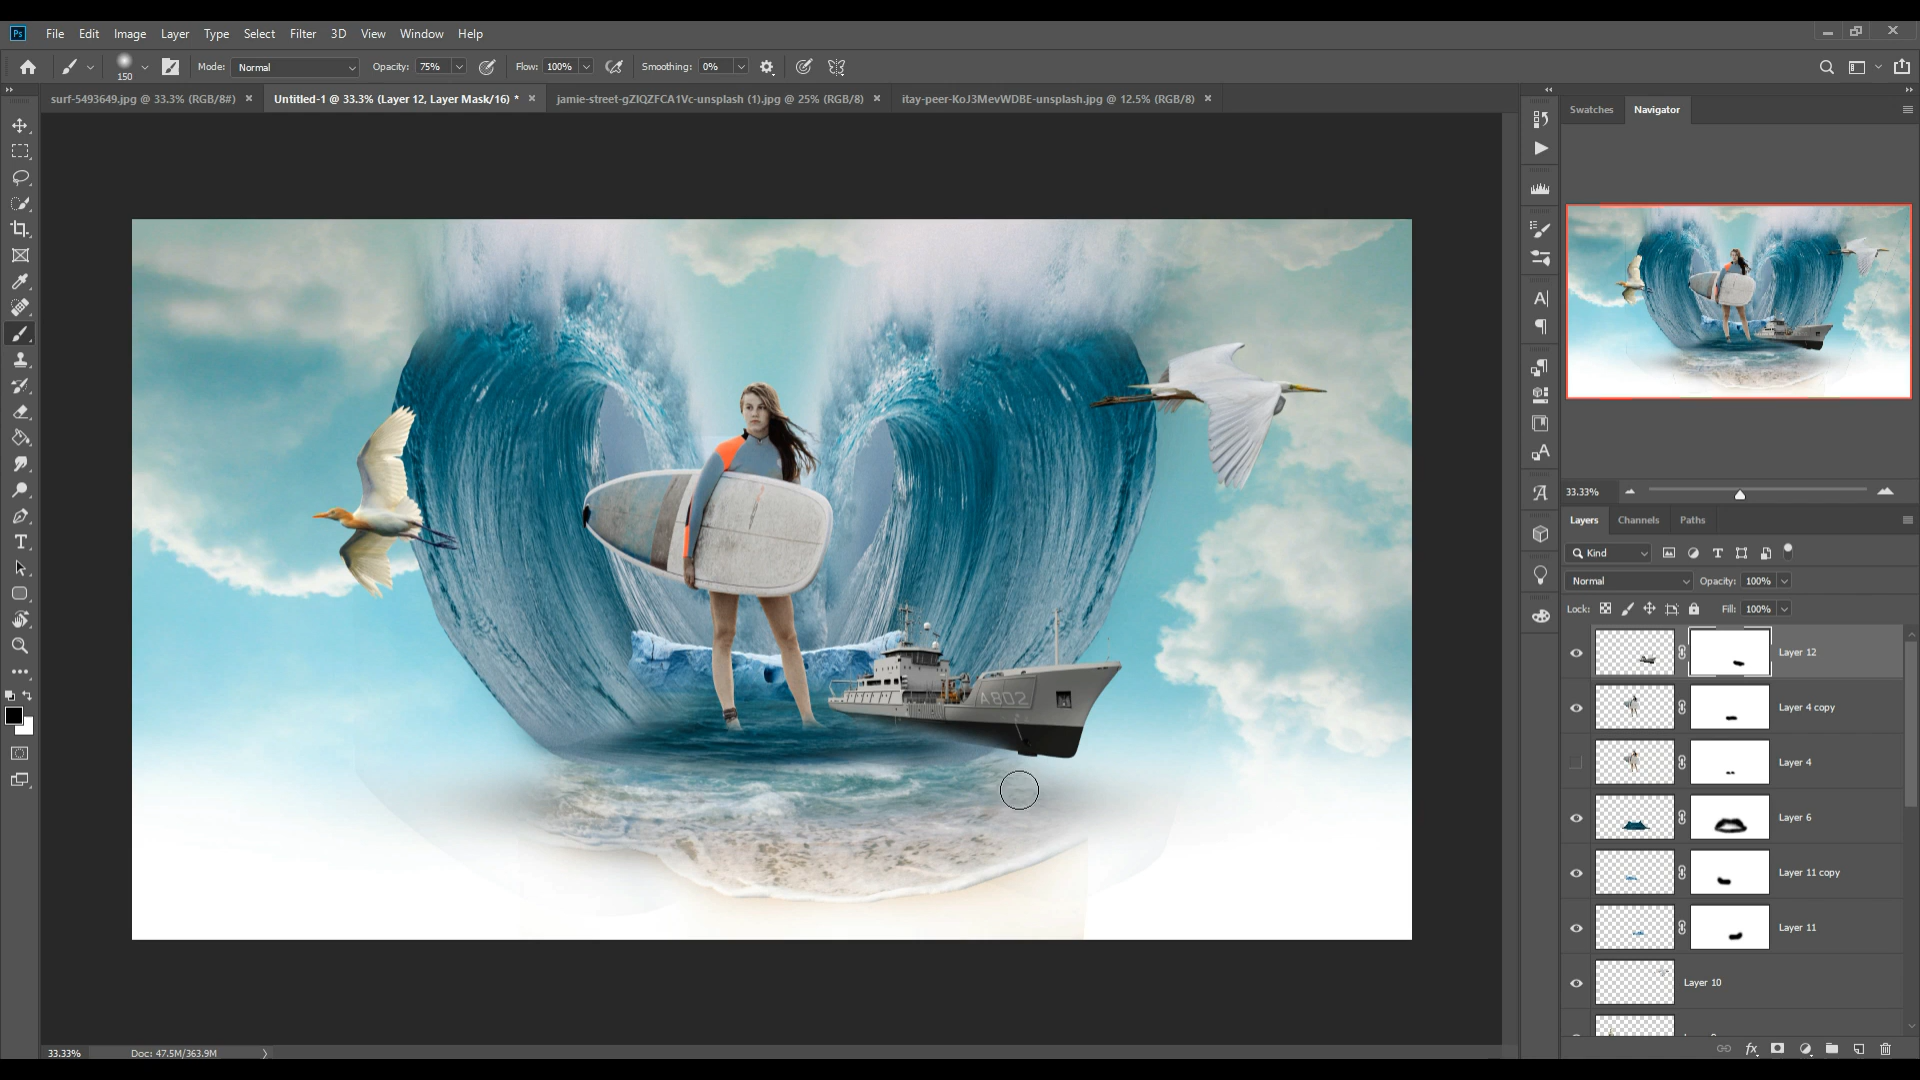 Ps File Edit Image Layer Type Select Filter 3D View Window Help
150 Mode: Normal Opacity: 75% Flow: 100% Smoothing: 0%
surf-5493649.jpg @ 33.3% (RGB/8#) × Untitled-1 @ 33.3% (Layer 12, Layer Mask/16) * × jamie-street-gZIQZFCA1Vc-unsplash (1).jpg @ 25% (RGB/8) × itay-peer-KoJ3MevWDBE-unsplash.jpg @ 12.5% (RGB/8) ×
Swatches Navigator
A802
33.33%
Layers Channels Paths
Kind
Normal Opacity: 100%
Lock: Fill: 100%
Layer 12
Layer 4 copy
Layer 4
Layer 6
Layer 11 copy
Layer 11
Layer 10
33.33% Doc: 47.5M/363.9M